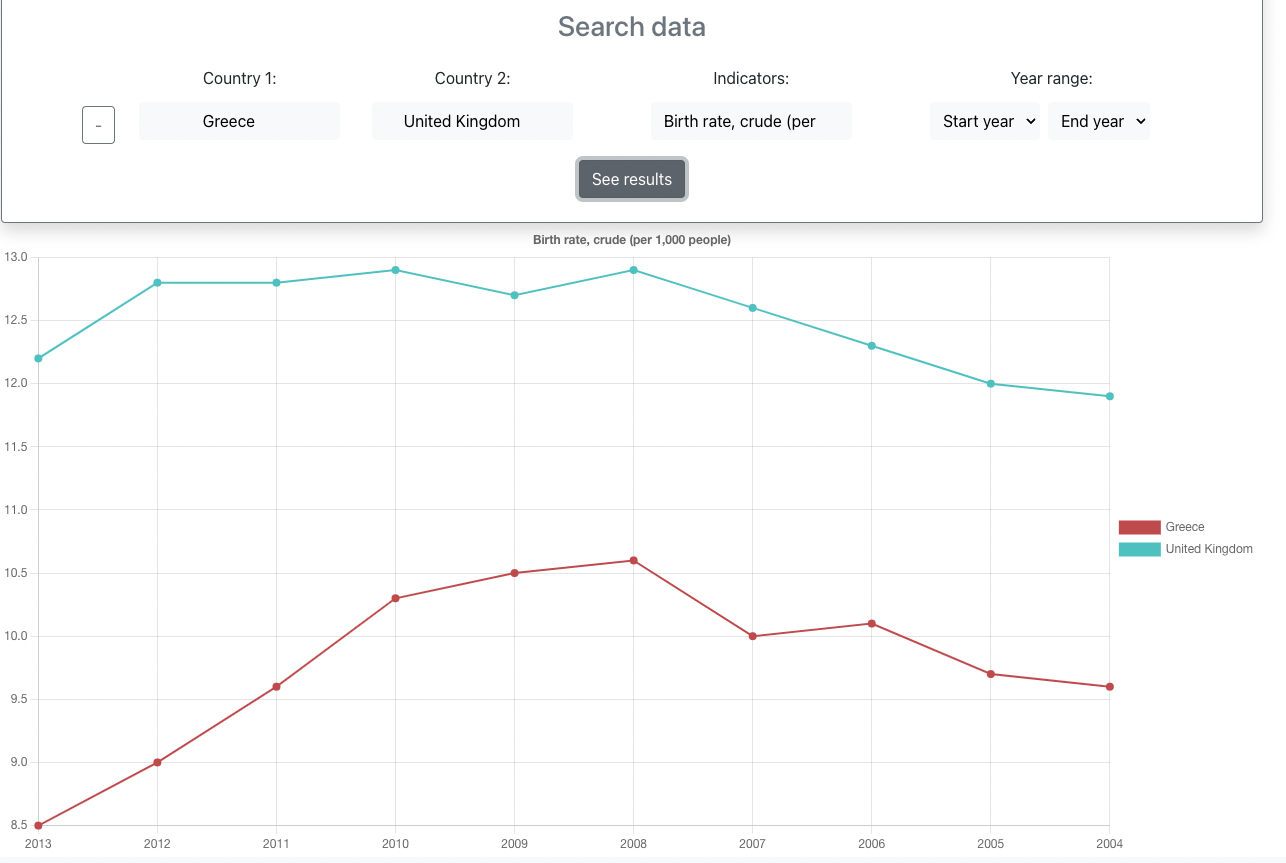 Search data
Country 1: Country 2: Indicators: Year range:
- Greece United Kingdom Birth rate, crude (per Start year End year
See results
Birth rate, crude (per 1,000 people)
13.0
12.5
12.0
11.5
11.0
Greece
United Kingdom
10.5
10.0
9.5
9.0
8.5
2013 2012 2011 2010 2009 2008 2007 2006 2005 2004